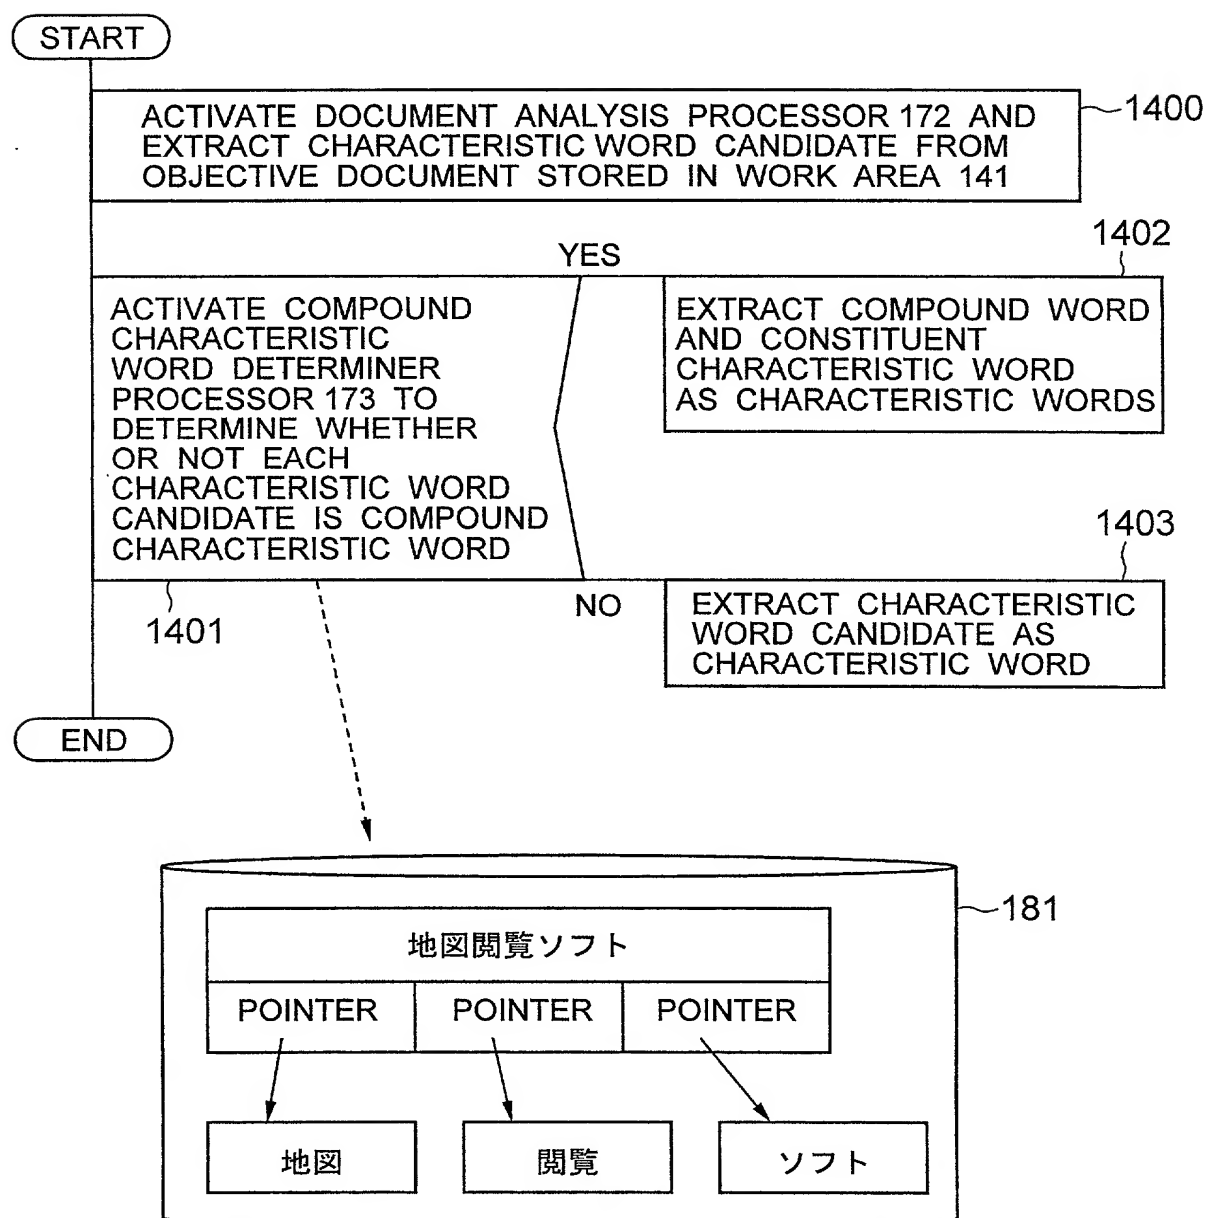 START
ACTIVATE DOCUMENT ANALYSIS PROCESSOR 172 AND
EXTRACT CHARACTERISTIC WORD CANDIDATE FROM
OBJECTIVE DOCUMENT STORED IN WORK AREA 141
1400
YES
1402
ACTIVATE COMPOUND
CHARACTERISTIC
WORD DETERMINER
PROCESSOR 173 TO
DETERMINE WHETHER
OR NOT EACH
CHARACTERISTIC WORD
CANDIDATE IS COMPOUND
CHARACTERISTIC WORD
EXTRACT COMPOUND WORD
AND CONSTITUENT
CHARACTERISTIC WORD
AS CHARACTERISTIC WORDS
1403
1401
NO
EXTRACT CHARACTERISTIC
WORD CANDIDATE AS
CHARACTERISTIC WORD
END
181
地図閲覧ソフト
POINTER POINTER POINTER
地図 閲覧 ソフト